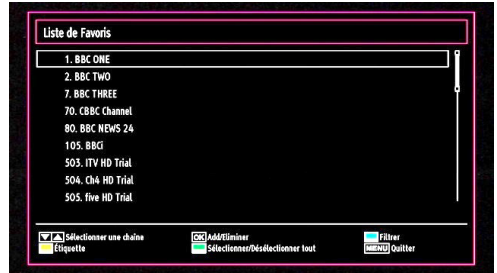 Liste de Favoris
1. BBC ONE
2. BBC TWO
7. BBC THREE
70. CBBC Channel
80. BBC NEWS 24
105. BBCi
503. ITV HD Trial
504. Ch4 HD Trial
505. five HD Trial
Sélectionner une chaine OK Add/Eliminer Filtrer
Étiquette Sélectionner/Désélectionner tout MENU Quitter